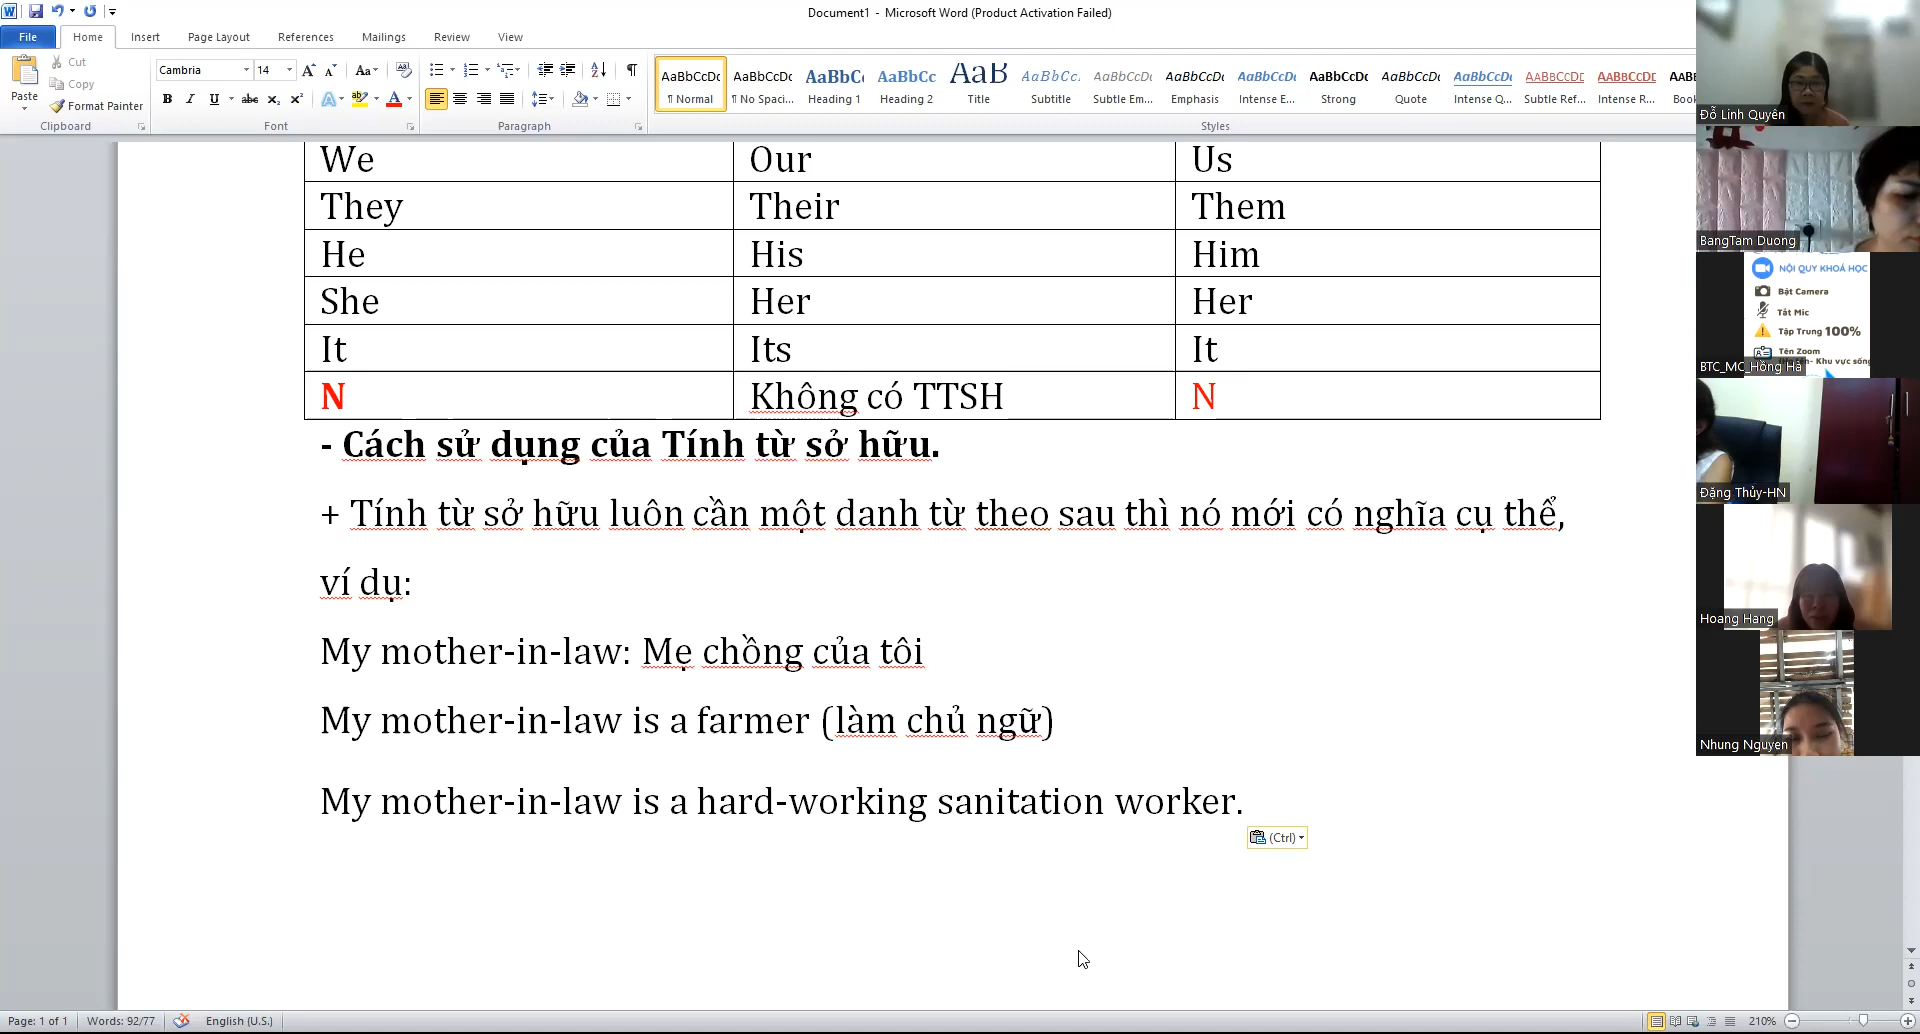 Document1 - Microsoft Word (Product Activation Failed)
File Home Insert Page Layout References Mailings Review View
Paste
Cut
Copy
Format Painter
Clipboard
Cambria 14
Font
Paragraph
AaBbCcDc AaBbCcDc AaBbC AaBbCc AaB AaBbCc. AaBbCcDc AaBbCcDc AaBbCcDc AaBbCcDc AaBbCcDc AaBbCcDc AABBCCDC AABBCCDC
¶ Normal ¶ No Spaci... Heading 1 Heading 2 Title Subtitle Subtle Em... Emphasis Intense E... Strong Quote Intense Q... Subtle Ref... Intense R...
Styles
We Our Us
They Their Them
He His Him
She Her Her
It Its It
N Không có TTSH N
- Cách sử dụng của Tính từ sở hữu.
+ Tính từ sở hữu luôn cần một danh từ theo sau thì nó mới có nghĩa cụ thể,
ví dụ:
My mother-in-law: Mẹ chồng của tôi
My mother-in-law is a farmer (làm chủ ngữ)
My mother-in-law is a hard-working sanitation worker.
(Ctrl)
Đỗ Linh Quyên
BangTam Duong
NỘI QUY KHOÁ HỌC
Bật Camera
Tắt Mic
Tập Trung 100%
Tên Zoom
Khu vực sống
BTC_MC_Hồng Hà
Đặng Thủy-HN
Hoang Hang
Nhung Nguyen
Page: 1 of 1 Words: 92/77 English (U.S.) 210%